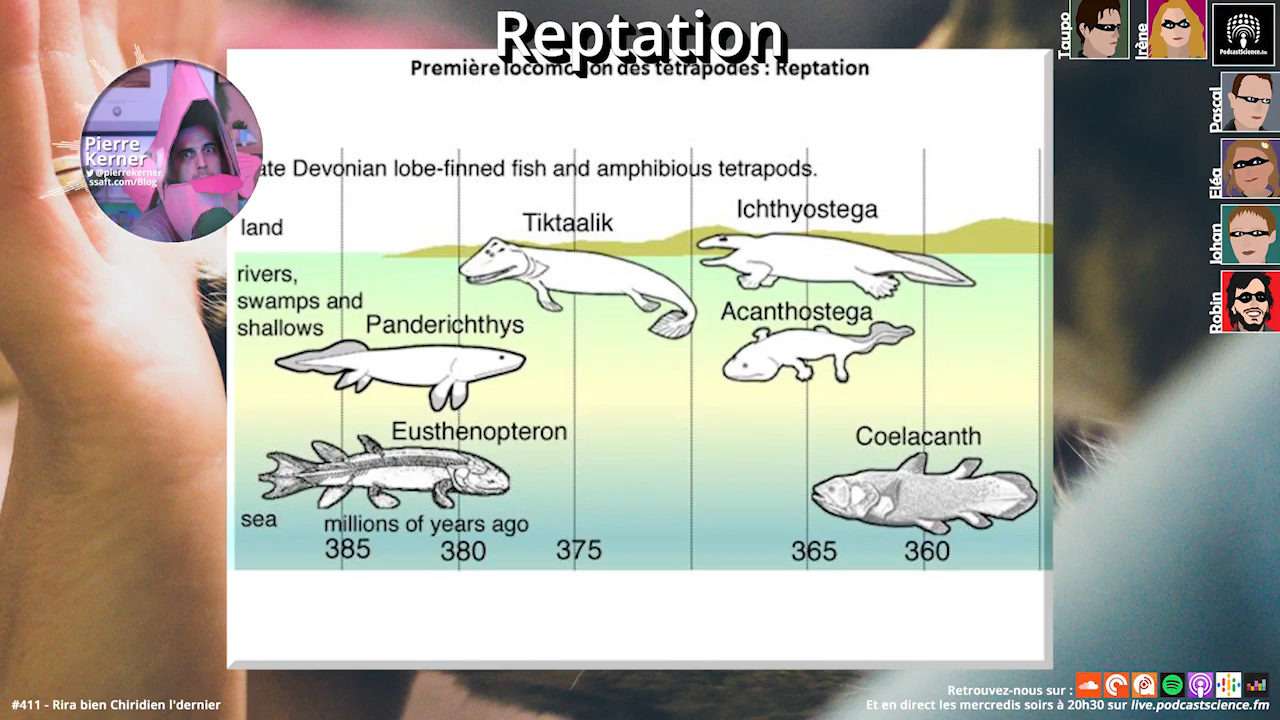 Reptation
Première locomotion des tétrapodes : Reptation
ate Devonian lobe-finned fish and amphibious tetrapods.
Pierre
Kerner
@pierrekerner
ssaft.com/Blog
land
Tiktaalik
Ichthyostega
rivers,
swamps and
shallows
Panderichthys
Acanthostega
Eusthenopteron
Coelacanth
sea
millions of years ago
385
380
375
365
360
Taupo
Irène
PodcastScience.fm
Pascal
Eléa
Johan
Robin
#411 - Rira bien Chiridien l'dernier
Retrouvez-nous sur :
Et en direct les mercredis soirs à 20h30 sur live.podcastscience.fm